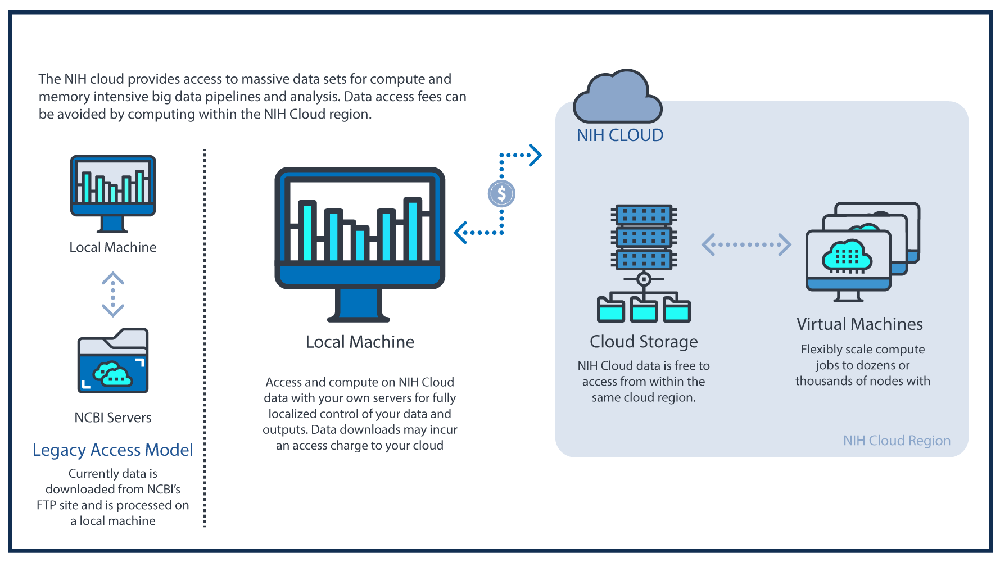 The NIH cloud provides access to massive data sets for compute and
memory intensive big data pipelines and analysis. Data access fees can
be avoided by computing within the NIH Cloud region.
Local Machine
NCBI Servers
Legacy Access Model
Currently data is
downloaded from NCBI's
FTP site and is processed on
a local machine
Local Machine
Access and compute on NIH Cloud
data with your own servers for fully
localized control of your data and
outputs. Data downloads may incur
an access charge to your cloud
$
NIH CLOUD
Cloud Storage
NIH Cloud data is free to
access from within the
same cloud region.
Virtual Machines
Flexibly scale compute
jobs to dozens or
thousands of nodes with
NIH Cloud Region